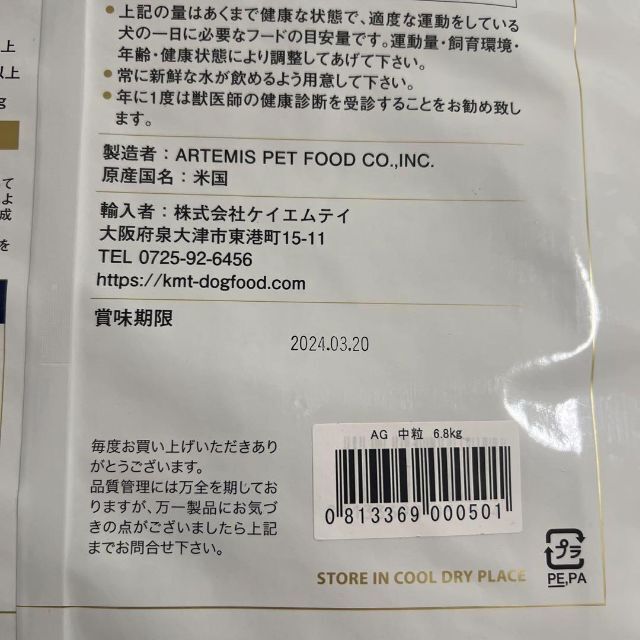 上
以上
g
て
よ
成
を
●上記の量はあくまで健康な状態で、適度な運動をしている
犬の一日に必要なフードの目安量です。運動量・飼育環境・
年齢・健康状態により調整してあげて下さい。
●常に新鮮な水が飲めるよう用意して下さい。
●年に1度は獣医師の健康診断を受診することをお勧め致し
ます。
製造者：ARTEMIS PET FOOD CO.,INC.
原産国名：米国
輸入者：株式会社ケイエムテイ
大阪府泉大津市東港町15-11
TEL 0725-92-6456
https://kmt-dogfood.com
賞味期限
2024.03.20
毎度お買い上げいただきあり
がとうございます。
品質管理には万全を期してお
りますが、万一製品にお気づ
きの点がございましたら上記
までお問合せ下さい。
AG 中粒 6.8kg
0 813369 000501
STORE IN COOL DRY PLACE
プラ
PE,PA